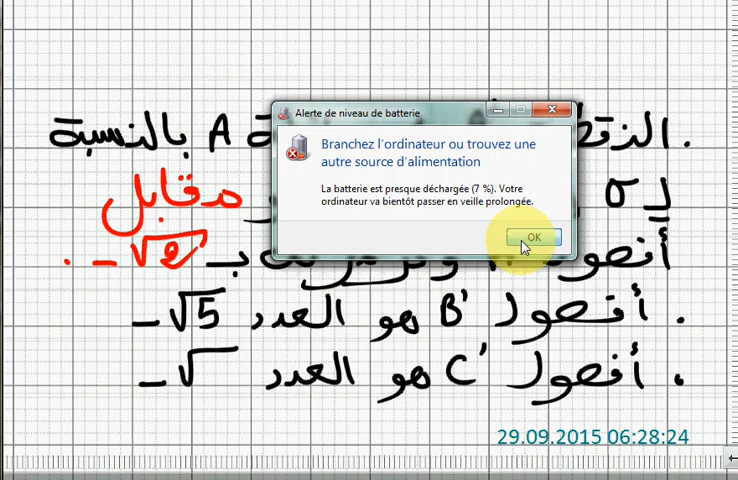 Alerte de niveau de batterie
Branchez l'ordinateur ou trouvez une
autre source d'alimentation
La batterie est presque déchargée (7 %). Votre
ordinateur va bientôt passer en veille prolongée.
OK
A بالنسبة
مقابل
-√2 .
. أفصول B' هو العدد -√5
. أفصول C' هو العدد -√
29.09.2015 06:28:24